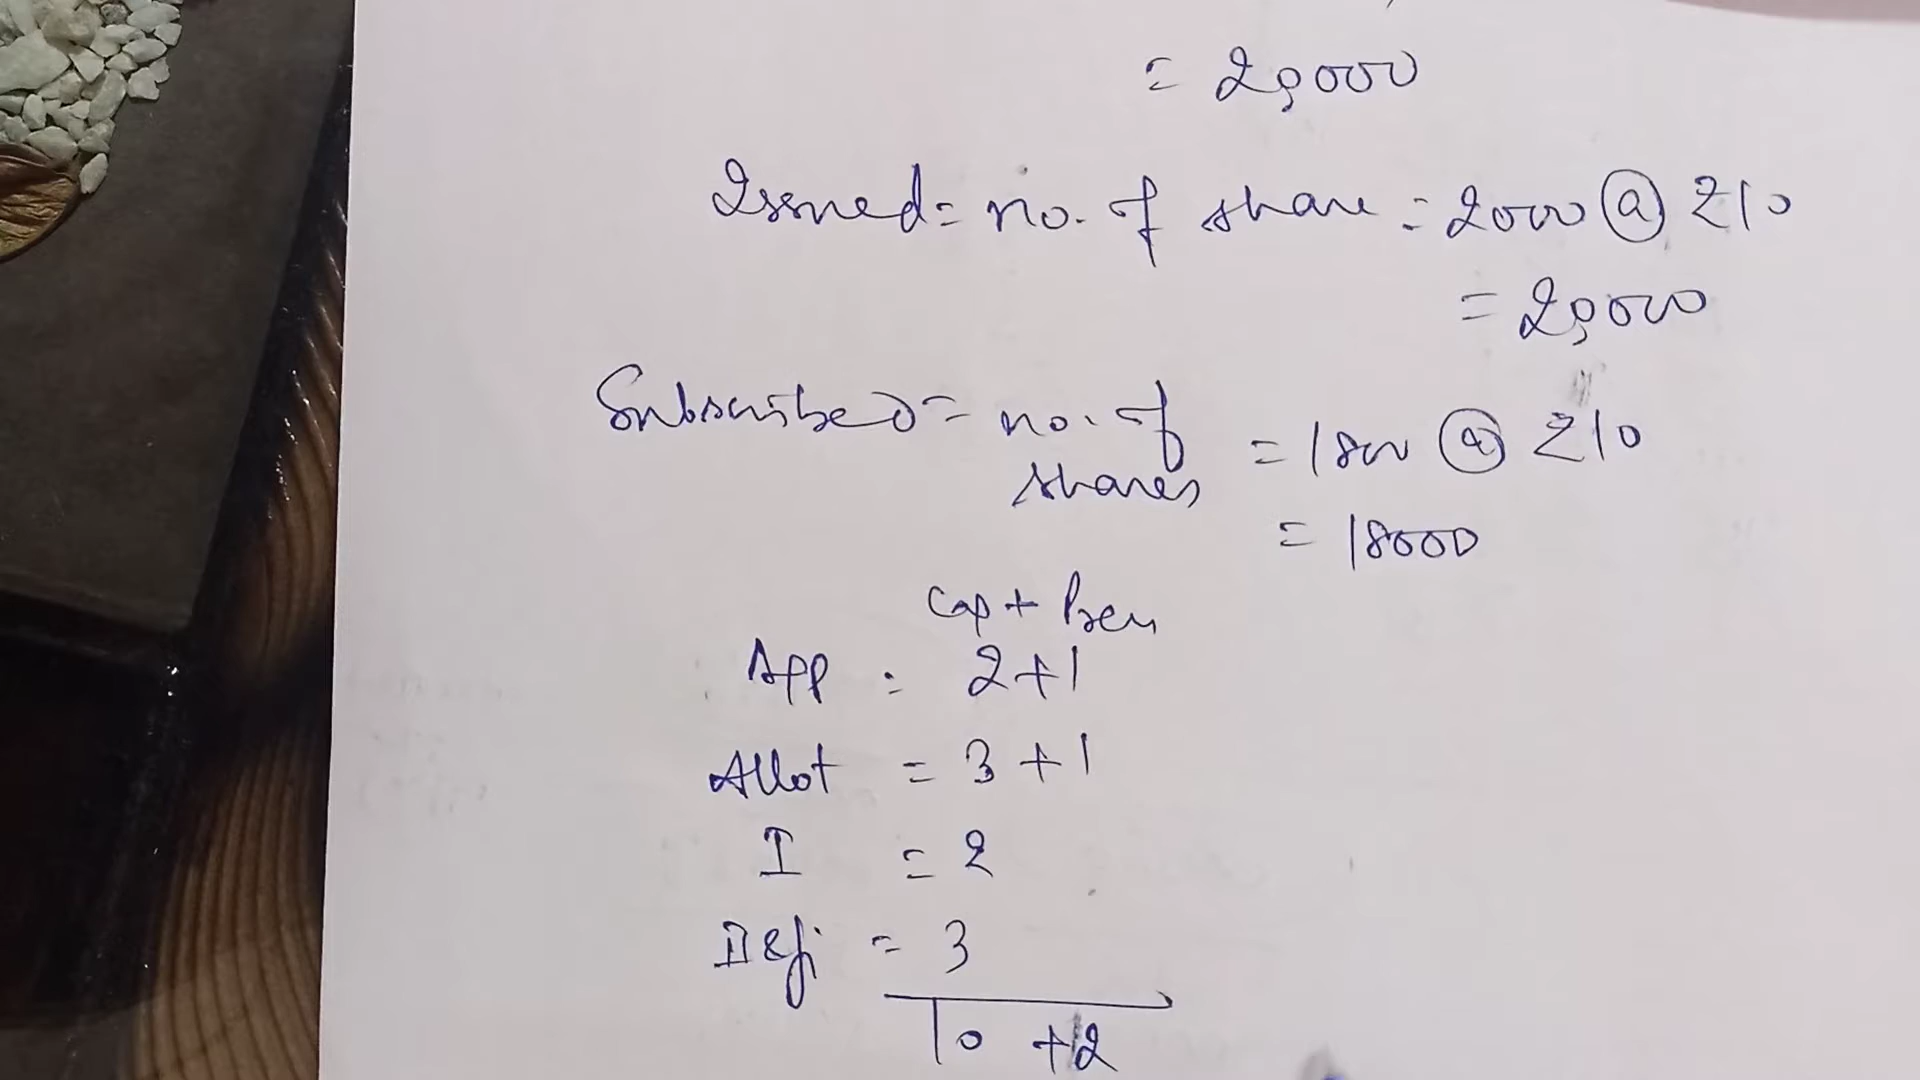 = 20,000
Issued = no. of share = 2000 @ ₹10
= 20,000
Subscribed = no. of shares = 1800 @ ₹10
= 18000
Cap + Prem
App = 2+1
Allot = 3+1
I = 2
II & f = 3
10 +2